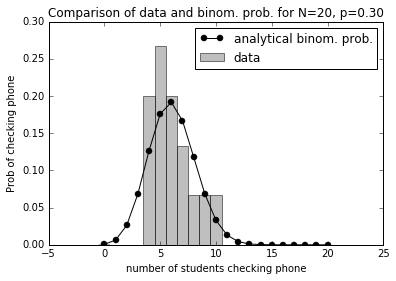 Comparison of data and binom. prob. for N=20, p=0.30
0.30
0.25
0.20
0.15
0.10
0.05
0.00
Prob of checking phone
analytical binom. prob.
data
-5 0 5 10 15 20 25
number of students checking phone